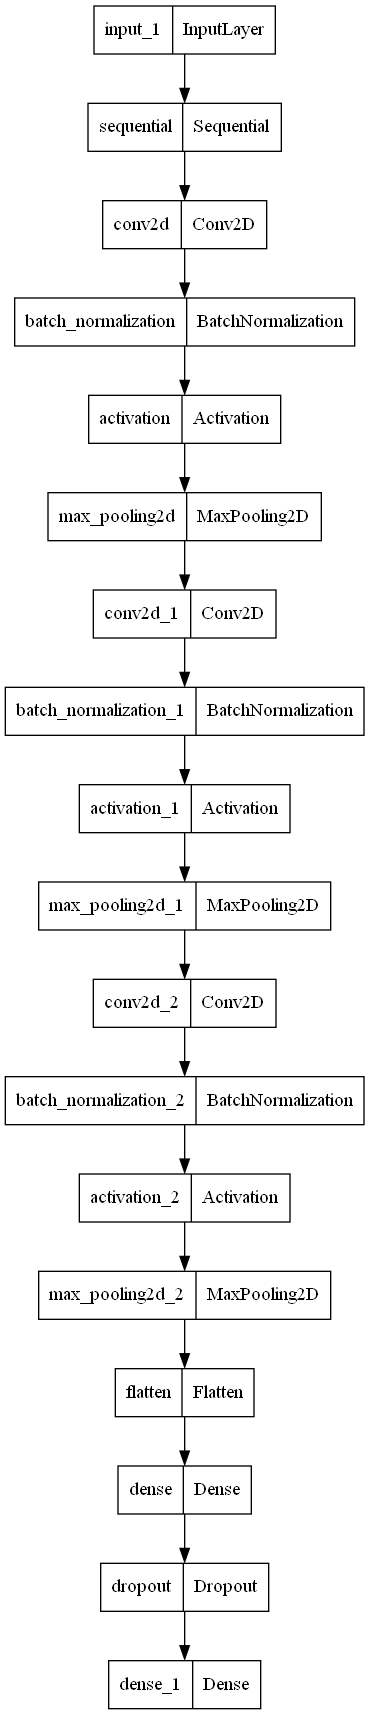 input_1 InputLayer
sequential Sequential
conv2d Conv2D
batch_normalization BatchNormalization
activation Activation
max_pooling2d MaxPooling2D
conv2d_1 Conv2D
batch_normalization_1 BatchNormalization
activation_1 Activation
max_pooling2d_1 MaxPooling2D
conv2d_2 Conv2D
batch_normalization_2 BatchNormalization
activation_2 Activation
max_pooling2d_2 MaxPooling2D
flatten Flatten
dense Dense
dropout Dropout
dense_1 Dense